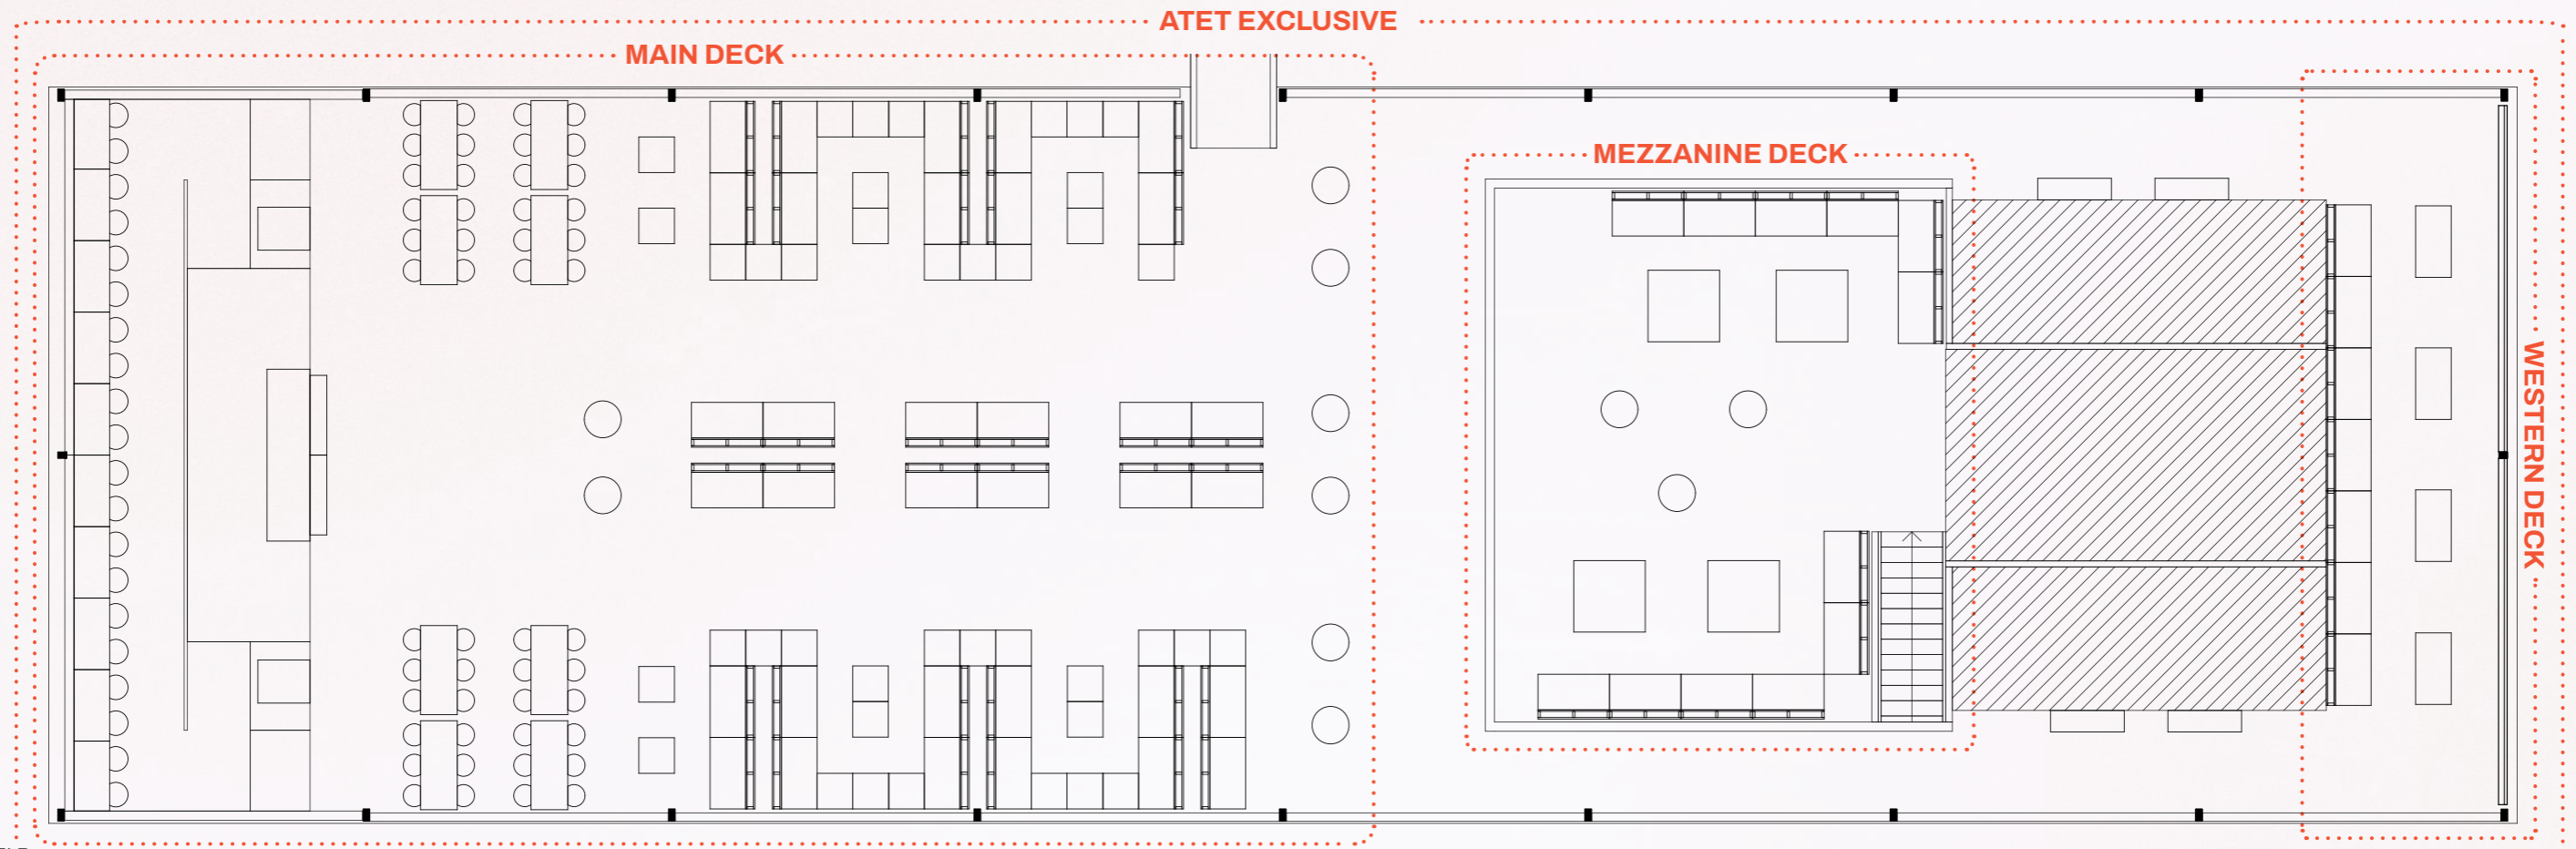 ATET EXCLUSIVE
MAIN DECK
MEZZANINE DECK
WESTERN DECK